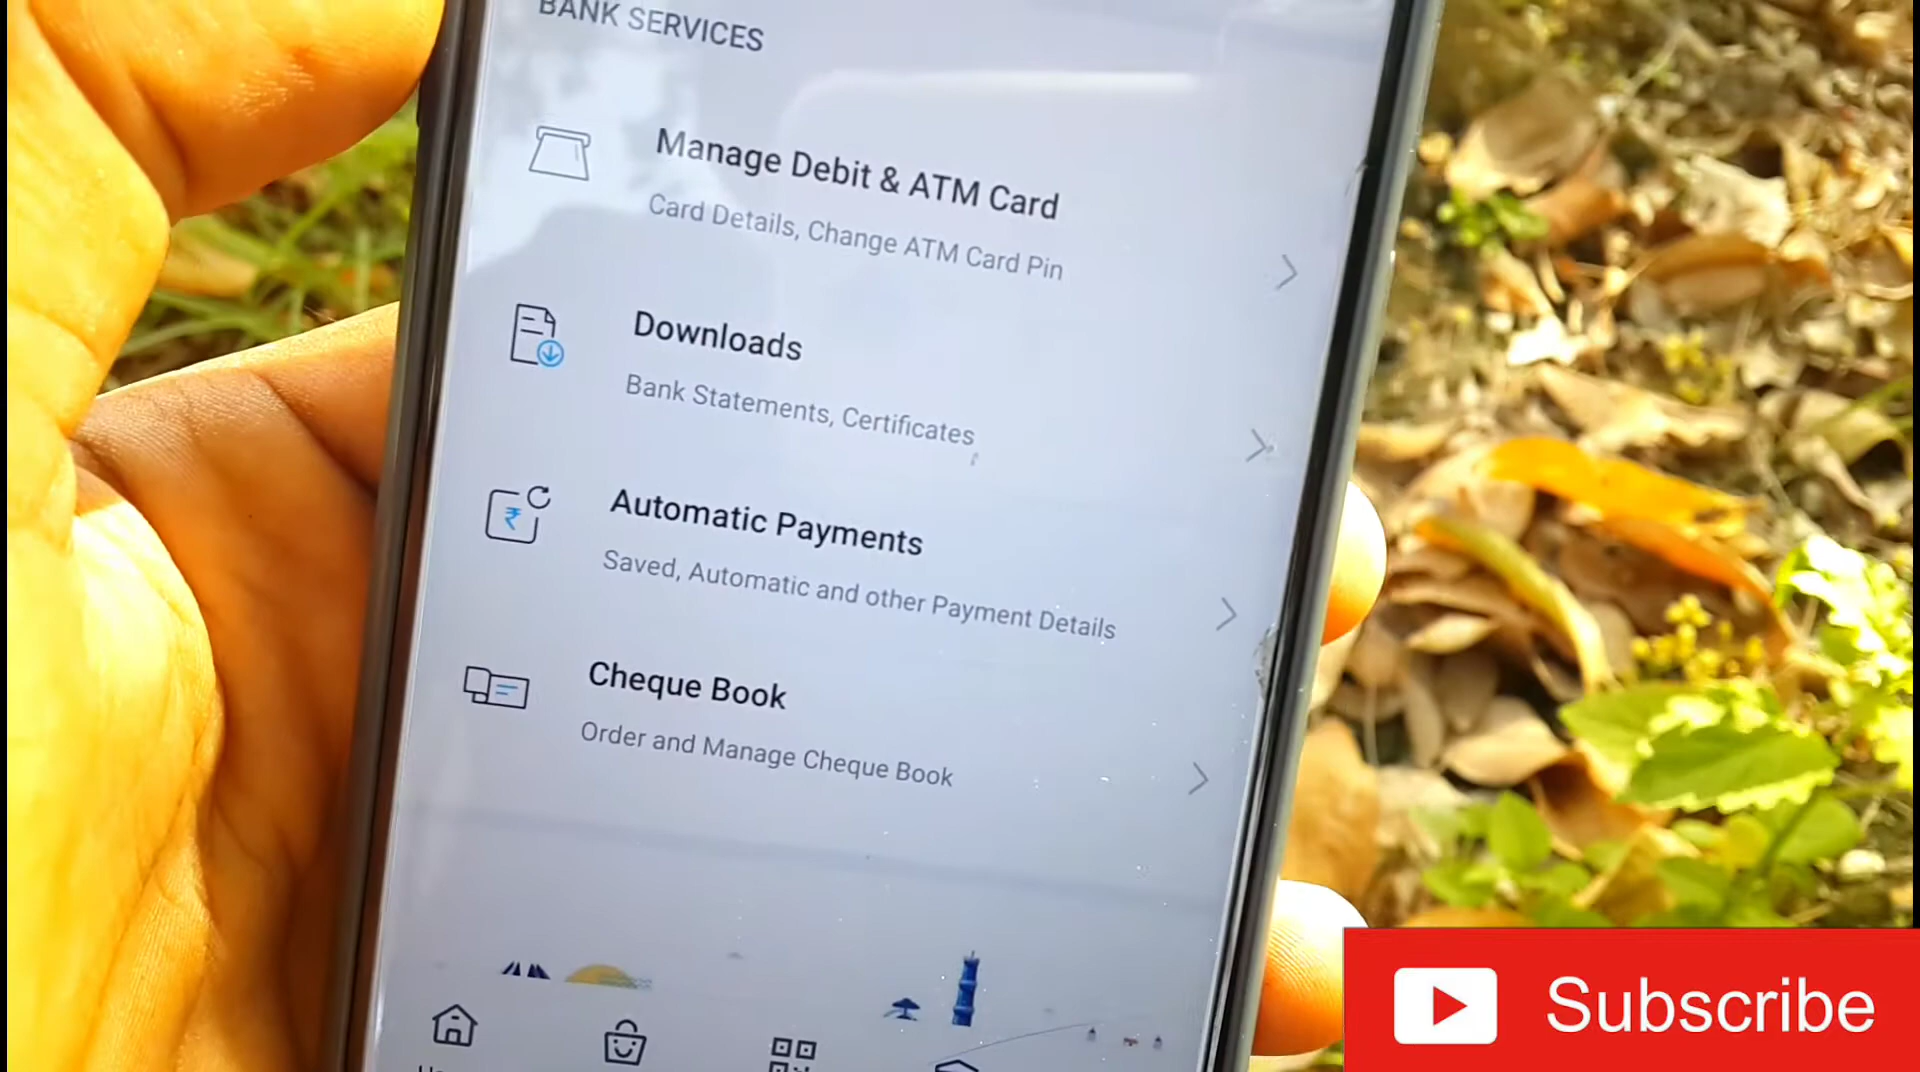 BANK SERVICES
Manage Debit & ATM Card
Card Details, Change ATM Card Pin
Downloads
Bank Statements, Certificates
₹
Automatic Payments
Saved, Automatic and other Payment Details
Cheque Book
Order and Manage Cheque Book
Subscribe